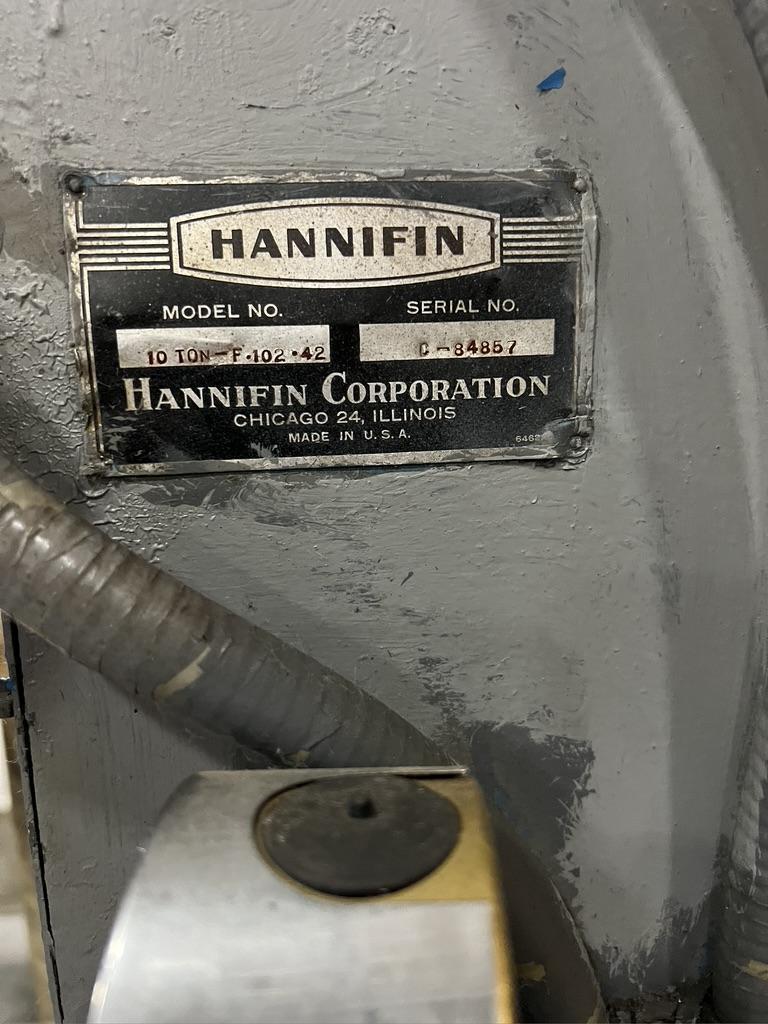 HANNIFIN
MODEL NO. SERIAL NO.
10 TON-F·102·42 C-84857
HANNIFIN CORPORATION
CHICAGO 24, ILLINOIS
MADE IN U.S.A.